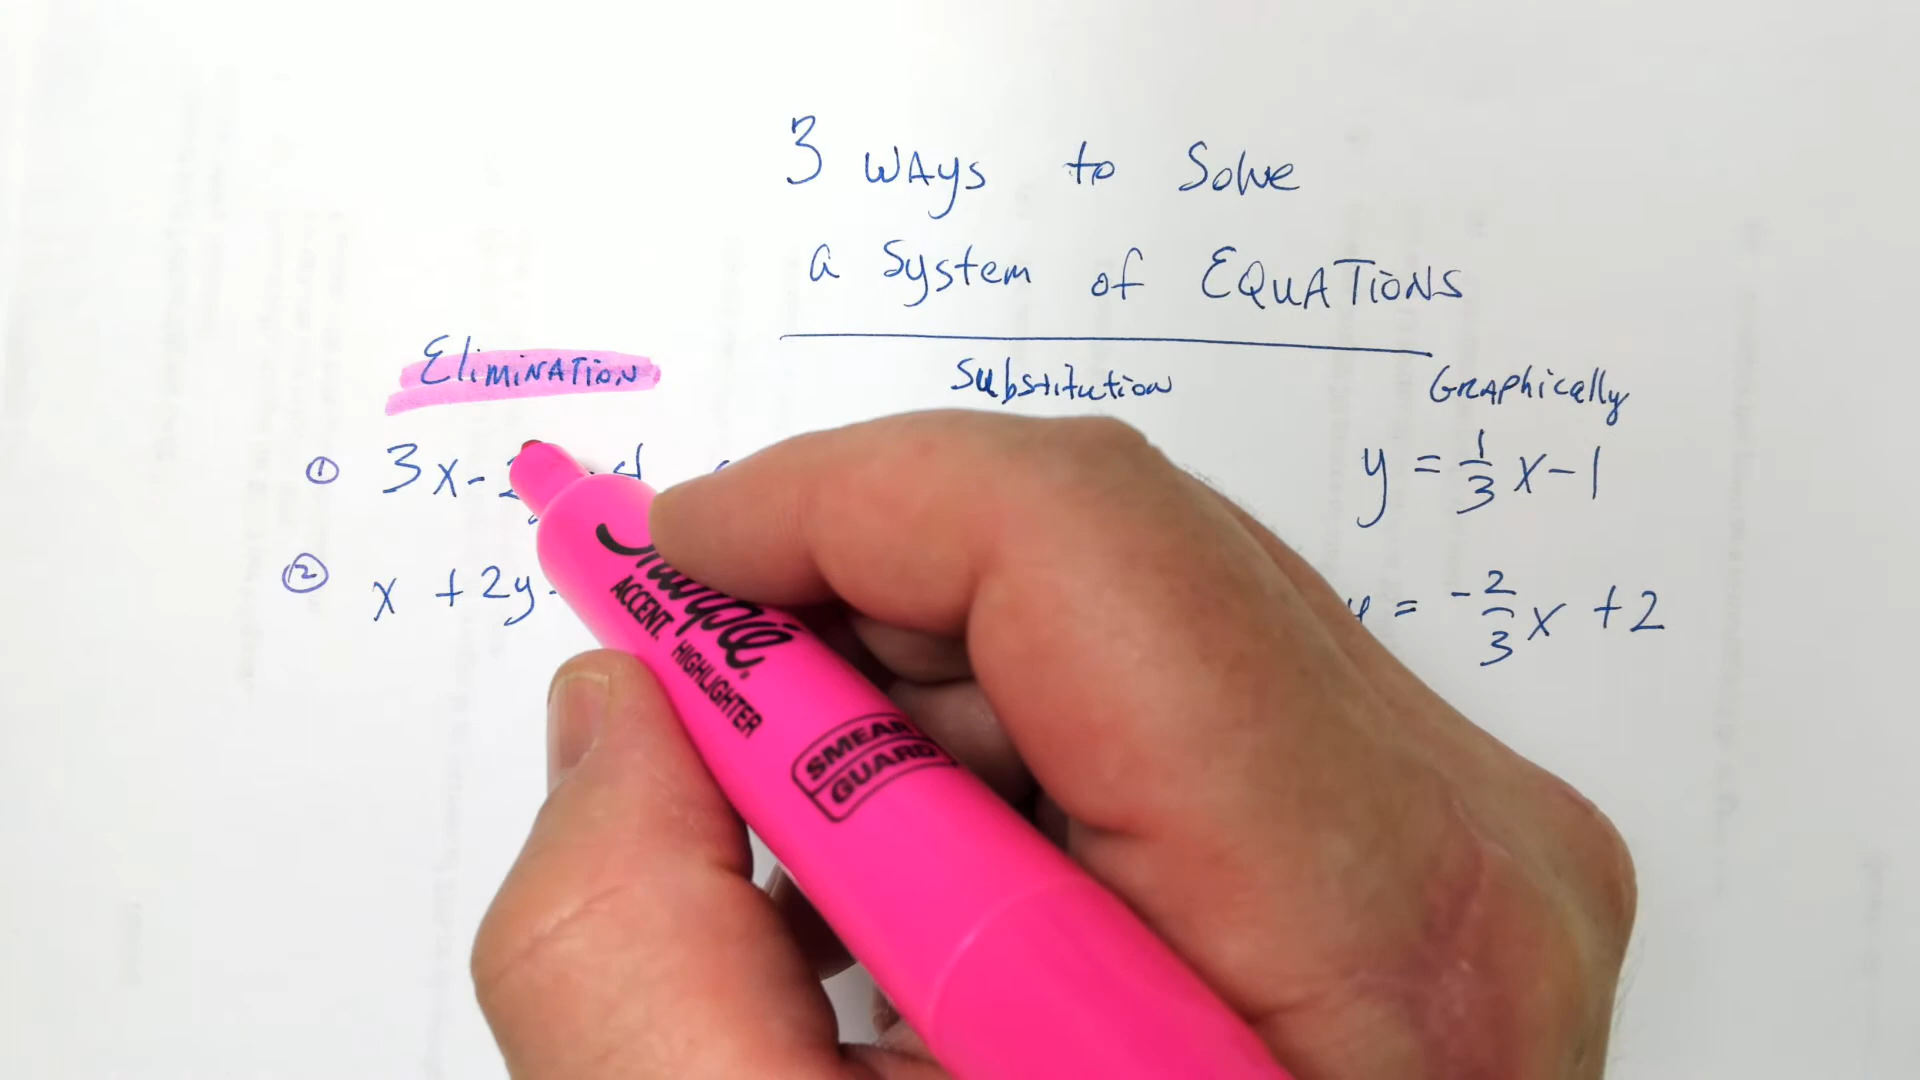 3 WAys to Solve
a System of EQUATIONS
EliMiNATION
Substitution
GRAphically
① 3x-
② x +2y
y = 1/3 x-1
= -2/3 x +2
Sharpie
ACCENT. HIGHLIGHTER
SMEAR
GUARD